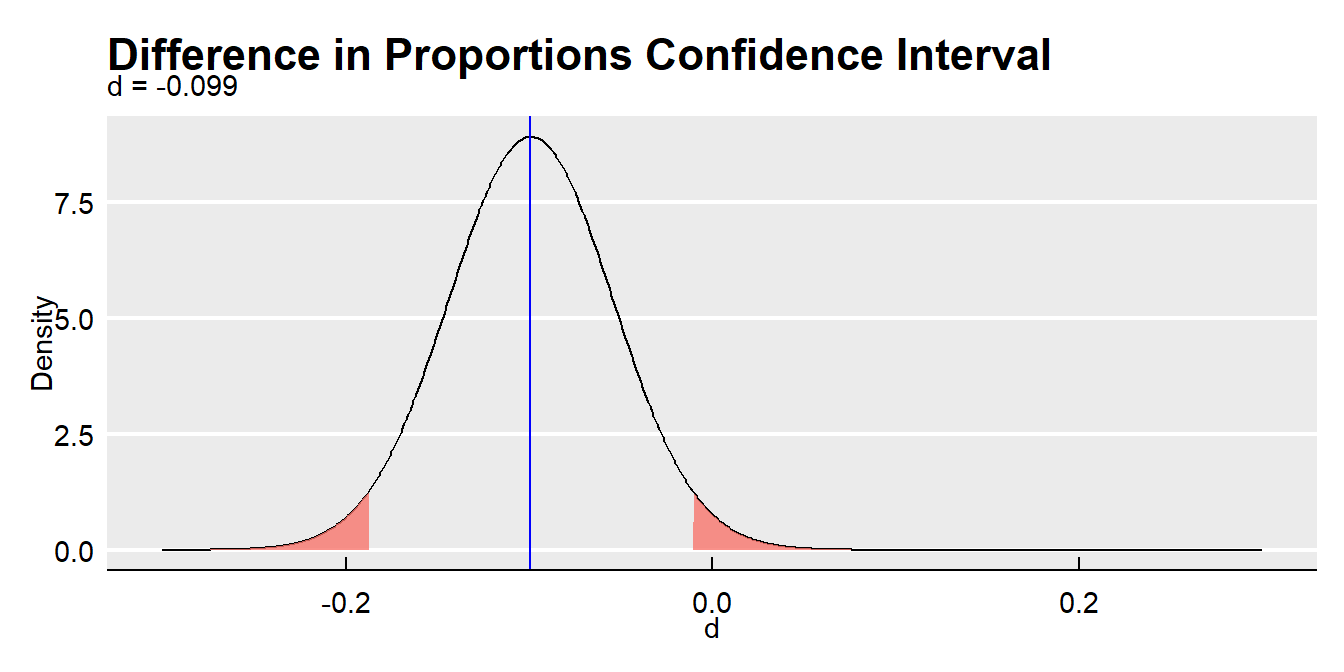 Difference in Proportions Confidence Interval
d = -0.099
Density
7.5
5.0
2.5
0.0
-0.2 0.0 0.2
d